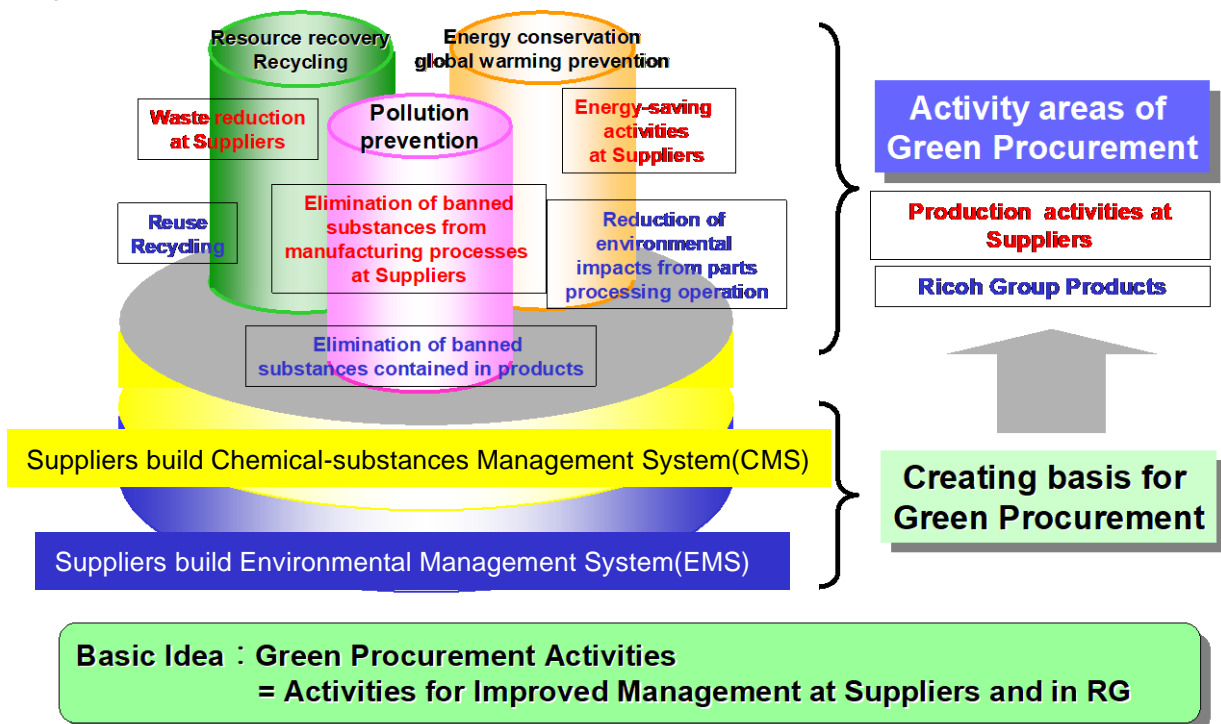 Resource recovery
Recycling
Energy conservation
global warming prevention
Waste reduction
at Suppliers
Pollution
prevention
Energy-saving
activities
at Suppliers
Reuse
Recycling
Elimination of banned
substances from
manufacturing processes
at Suppliers
Reduction of
environmental
impacts from parts
processing operation
Elimination of banned
substances contained in products
Activity areas of
Green Procurement
Production activities at
Suppliers
Ricoh Group Products
Suppliers build Chemical-substances Management System(CMS)
Suppliers build Environmental Management System(EMS)
Creating basis for
Green Procurement
Basic Idea：Green Procurement Activities
= Activities for Improved Management at Suppliers and in RG